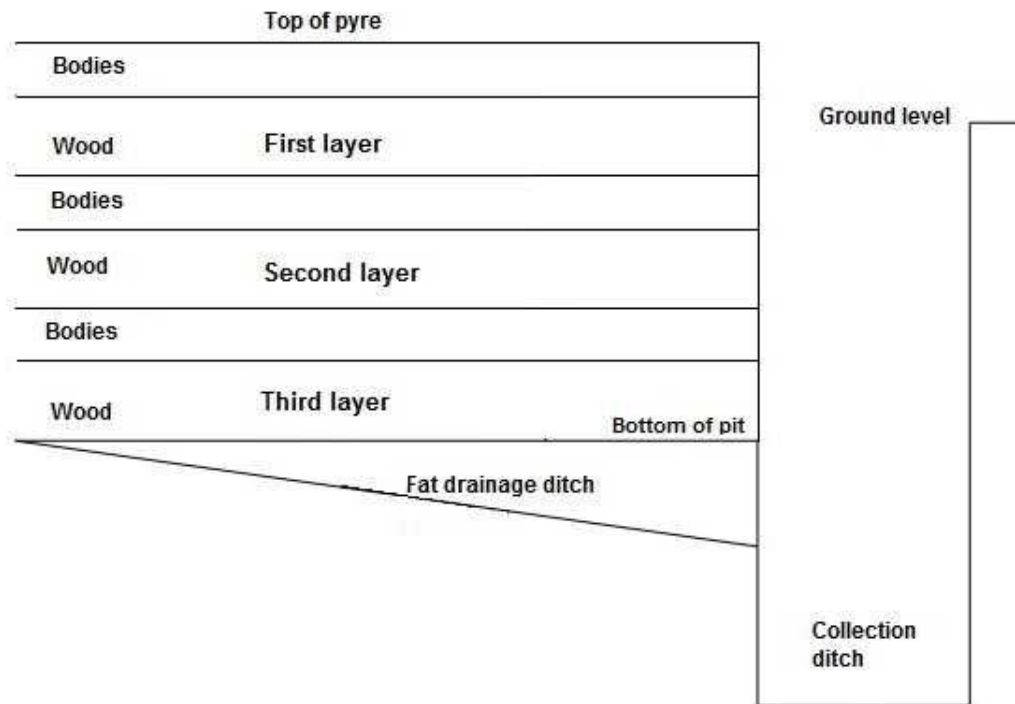 Top of pyre
Bodies
Ground level
Wood
First layer
Bodies
Wood
Second layer
Bodies
Wood
Third layer
Bottom of pit
Fat drainage ditch
Collection
ditch